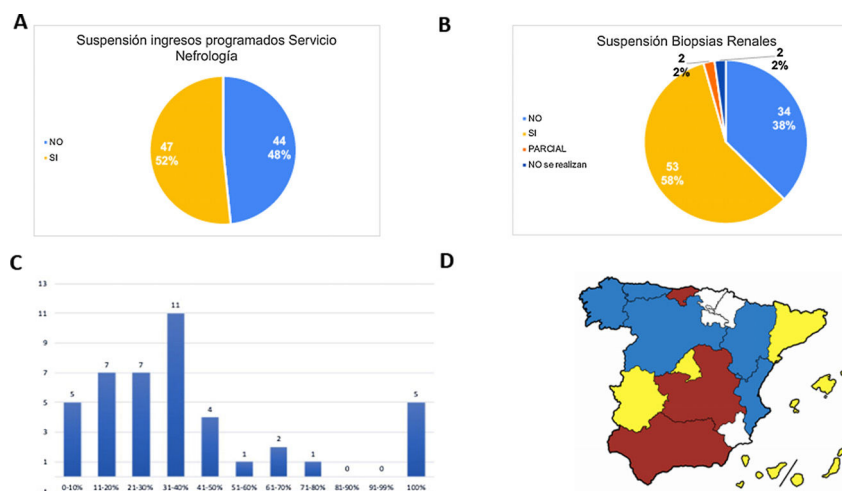 A
Suspensión ingresos programados Servicio
Nefrología
NO
SI
47
52%
44
48%
B
Suspensión Biopsias Renales
NO
SI
PARCIAL
NO se realizan
2
2%
2
2%
34
38%
53
58%
C
13
11
9
7
5
3
1
5
7
7
11
4
1
2
1
0
0
5
0-10% 11-20% 21-30% 31-40% 41-50% 51-60% 61-70% 71-80% 81-90% 91-99% 100%
D